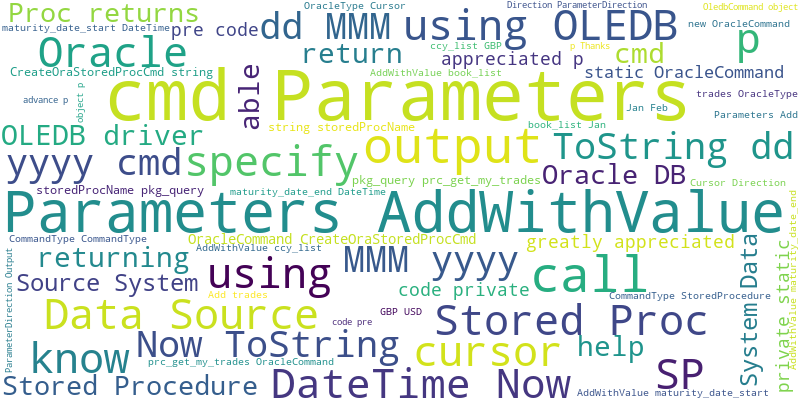 OracleType Cursor
Direction ParameterDirection
OledbCommand object
Proc returns
dd MMM
using OLEDB
new OracleCommand
maturity_date_start DateTime
pre code
ccy_list GBP
p Thanks
p
Oracle
return
appreciated p
cmd
CreateOraStoredProcCmd string
AddWithValue book_list
static OracleCommand
able
cmd Parameters
advance p
object p
trades OracleType
Jan Feb
Parameters Add
OLEDB driver
string storedProcName
book_list Jan
output
ToString dd
yyyy cmd
specify
Oracle DB
pkg_query prc_get_my_trades
Cursor Direction
storedProcName pkg_query
maturity_date_end DateTime
Parameters AddWithValue
CommandType CommandType
OracleCommand CreateOraStoredProcCmd
greatly appreciated
AddWithValue ccy_list
returning
MMM yyyy
call
Source System
using
code private
CommandType StoredProcedure
System Data
private static
AddWithValue maturity_date_end
ParameterDirection Output
Add trades
Data Source
GBP USD
Stored Proc
code pre
know
Now ToString
cursor
help
prc_get_my_trades OracleCommand
SP
Stored Procedure
DateTime Now
AddWithValue maturity_date_start